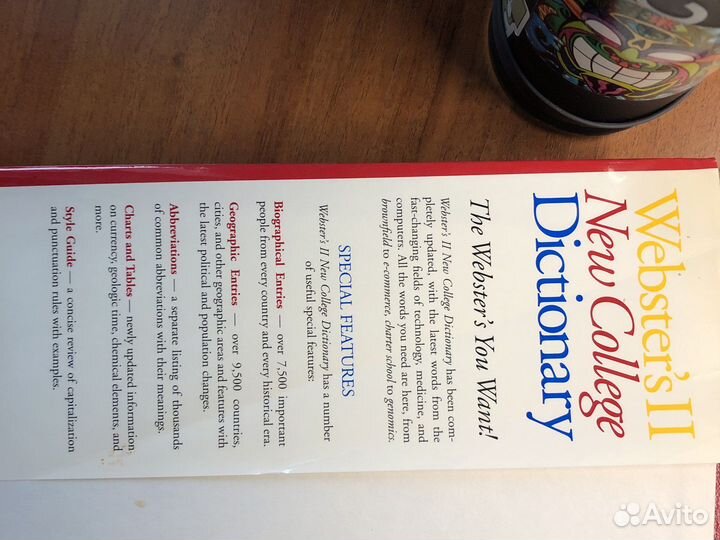 Webster's II
New College
Dictionary
The Webster's You Want!
Webster's II New College Dictionary has been com-
pletely updated, with the latest words from the
fast-changing fields of technology, medicine, and
computers. All the words you need are here, from
brownfield to e-commerce, charter school to genomics.
SPECIAL FEATURES
Webster's II New College Dictionary has a number
of useful special features:
Biographical Entries — over 7,500 important
people from every country and every historical era.
Geographic Entries — over 9,500 countries,
cities, and other geographic areas and features with
the latest political and population changes.
Abbreviations — a separate listing of thousands
of common abbreviations with their meanings.
Charts and Tables — newly updated information
on currency, geologic time, chemical elements, and
more.
Style Guide — a concise review of capitalization
and punctuation rules with examples.
Avito